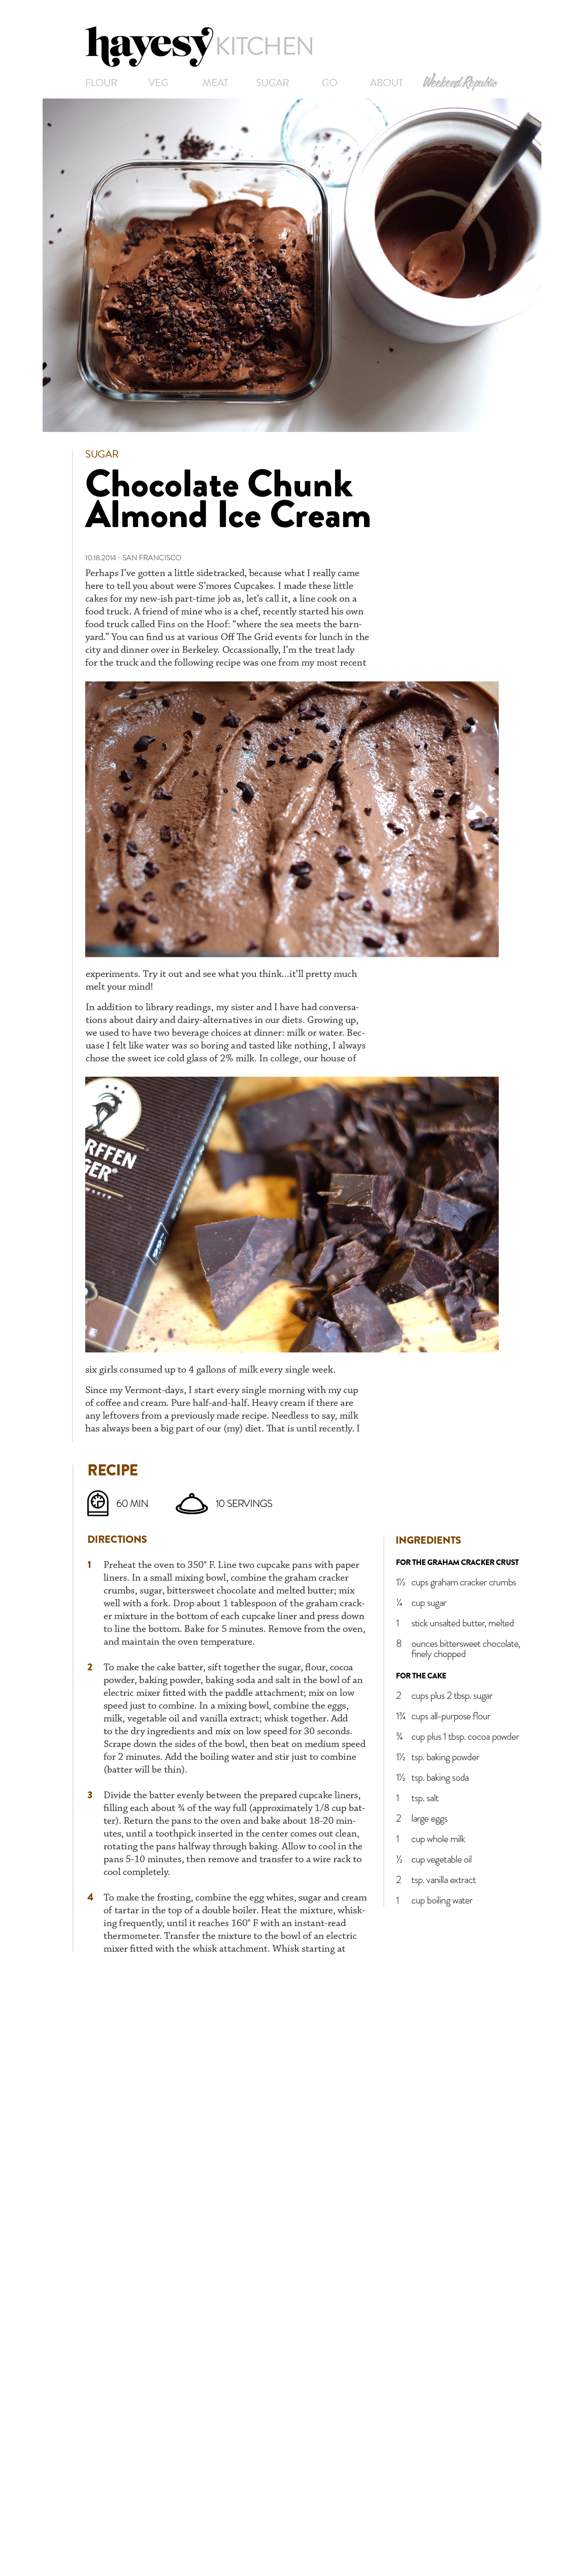 hayesy KITCHEN
FLOUR VEG MEAT SUGAR GO ABOUT Weekend Republic
SUGAR
Chocolate Chunk
Almond Ice Cream
10.18.2014 - SAN FRANCISCO
Perhaps I've gotten a little sidetracked, because what I really came
here to tell you about were S'mores Cupcakes. I made these little
cakes for my new-ish part-time job as, let's call it, a line cook on a
food truck. A friend of mine who is a chef, recently started his own
food truck called Fins on the Hoof: “where the sea meets the barn-
yard.” You can find us at various Off The Grid events for lunch in the
city and dinner over in Berkeley. Occassionally, I'm the treat lady
for the truck and the following recipe was one from my most recent
experiments. Try it out and see what you think…it'll pretty much
melt your mind!
In addition to library readings, my sister and I have had conversa-
tions about dairy and dairy-alternatives in our diets. Growing up,
we used to have two beverage choices at dinner: milk or water. Bec-
uase I felt like water was so boring and tasted like nothing, I always
chose the sweet ice cold glass of 2% milk. In college, our house of
RFFEN
GER®
six girls consumed up to 4 gallons of milk every single week.
Since my Vermont-days, I start every single morning with my cup
of coffee and cream. Pure half-and-half. Heavy cream if there are
any leftovers from a previously made recipe. Needless to say, milk
has always been a big part of our (my) diet. That is until recently. I
RECIPE
60 MIN 10 SERVINGS
DIRECTIONS
1 Preheat the oven to 350° F. Line two cupcake pans with paper
liners. In a small mixing bowl, combine the graham cracker
crumbs, sugar, bittersweet chocolate and melted butter; mix
well with a fork. Drop about 1 tablespoon of the graham crack-
er mixture in the bottom of each cupcake liner and press down
to line the bottom. Bake for 5 minutes. Remove from the oven,
and maintain the oven temperature.
2 To make the cake batter, sift together the sugar, flour, cocoa
powder, baking powder, baking soda and salt in the bowl of an
electric mixer fitted with the paddle attachment; mix on low
speed just to combine. In a mixing bowl, combine the eggs,
milk, vegetable oil and vanilla extract; whisk together. Add
to the dry ingredients and mix on low speed for 30 seconds.
Scrape down the sides of the bowl, then beat on medium speed
for 2 minutes. Add the boiling water and stir just to combine
(batter will be thin).
3 Divide the batter evenly between the prepared cupcake liners,
filling each about ¾ of the way full (approximately 1/8 cup bat-
ter). Return the pans to the oven and bake about 18-20 min-
utes, until a toothpick inserted in the center comes out clean,
rotating the pans halfway through baking. Allow to cool in the
pans 5-10 minutes, then remove and transfer to a wire rack to
cool completely.
4 To make the frosting, combine the egg whites, sugar and cream
of tartar in the top of a double boiler. Heat the mixture, whisk-
ing frequently, until it reaches 160° F with an instant-read
thermometer. Transfer the mixture to the bowl of an electric
mixer fitted with the whisk attachment. Whisk starting at
INGREDIENTS
FOR THE GRAHAM CRACKER CRUST
1½ cups graham cracker crumbs
¼ cup sugar
1 stick unsalted butter, melted
8 ounces bittersweet chocolate,
finely chopped
FOR THE CAKE
2 cups plus 2 tbsp. sugar
1¾ cups all-purpose flour
¾ cup plus 1 tbsp. cocoa powder
1½ tsp. baking powder
1½ tsp. baking soda
1 tsp. salt
2 large eggs
1 cup whole milk
½ cup vegetable oil
2 tsp. vanilla extract
1 cup boiling water